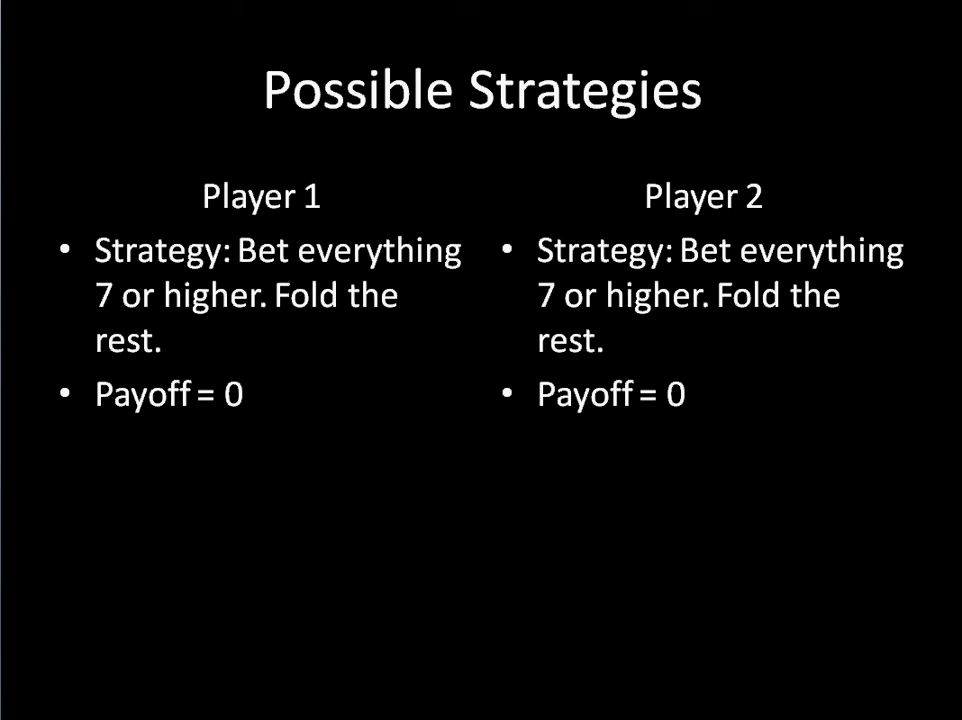 Possible Strategies
Player 1
• Strategy: Bet everything
7 or higher. Fold the
rest.
• Payoff = 0
Player 2
• Strategy: Bet everything
7 or higher. Fold the
rest.
• Payoff = 0